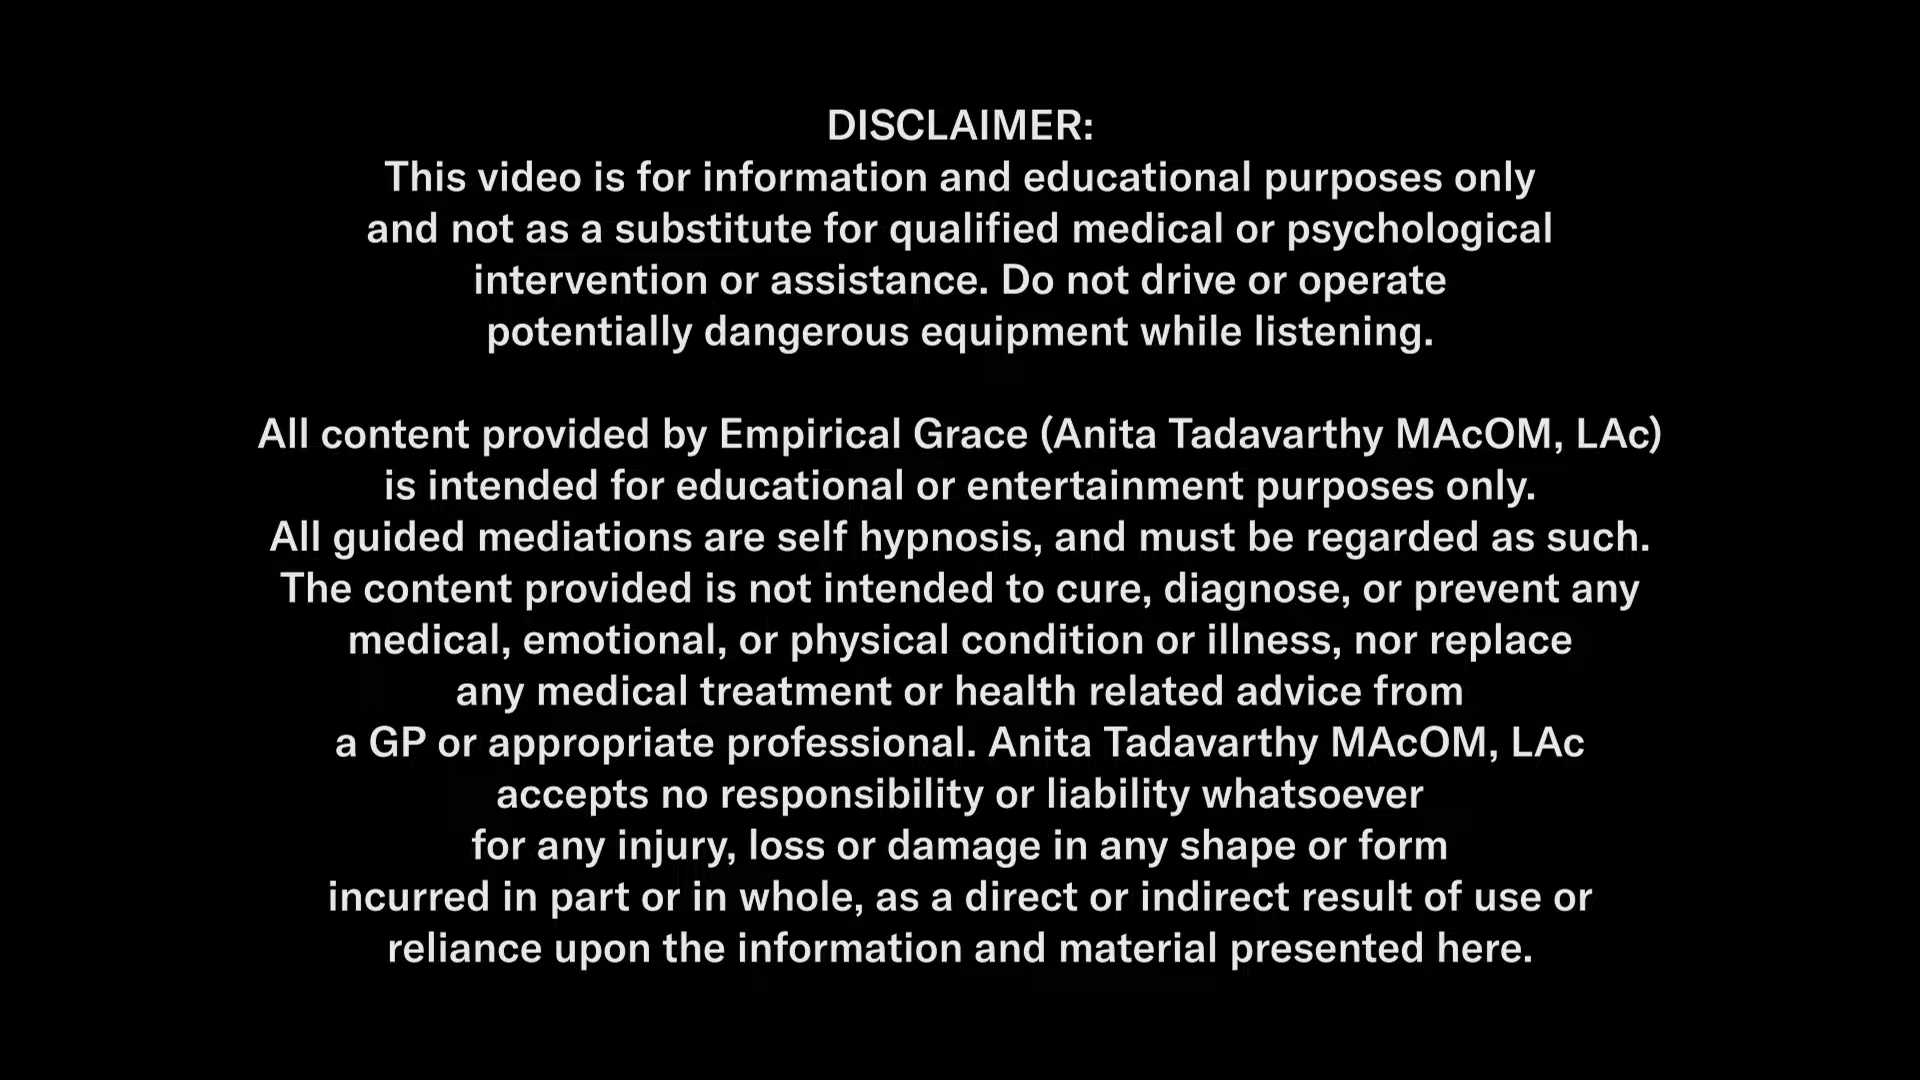 DISCLAIMER:
This video is for information and educational purposes only
and not as a substitute for qualified medical or psychological
intervention or assistance. Do not drive or operate
potentially dangerous equipment while listening.
All content provided by Empirical Grace (Anita Tadavarthy MAcOM, LAc)
is intended for educational or entertainment purposes only.
All guided mediations are self hypnosis, and must be regarded as such.
The content provided is not intended to cure, diagnose, or prevent any
medical, emotional, or physical condition or illness, nor replace
any medical treatment or health related advice from
a GP or appropriate professional. Anita Tadavarthy MAcOM, LAc
accepts no responsibility or liability whatsoever
for any injury, loss or damage in any shape or form
incurred in part or in whole, as a direct or indirect result of use or
reliance upon the information and material presented here.